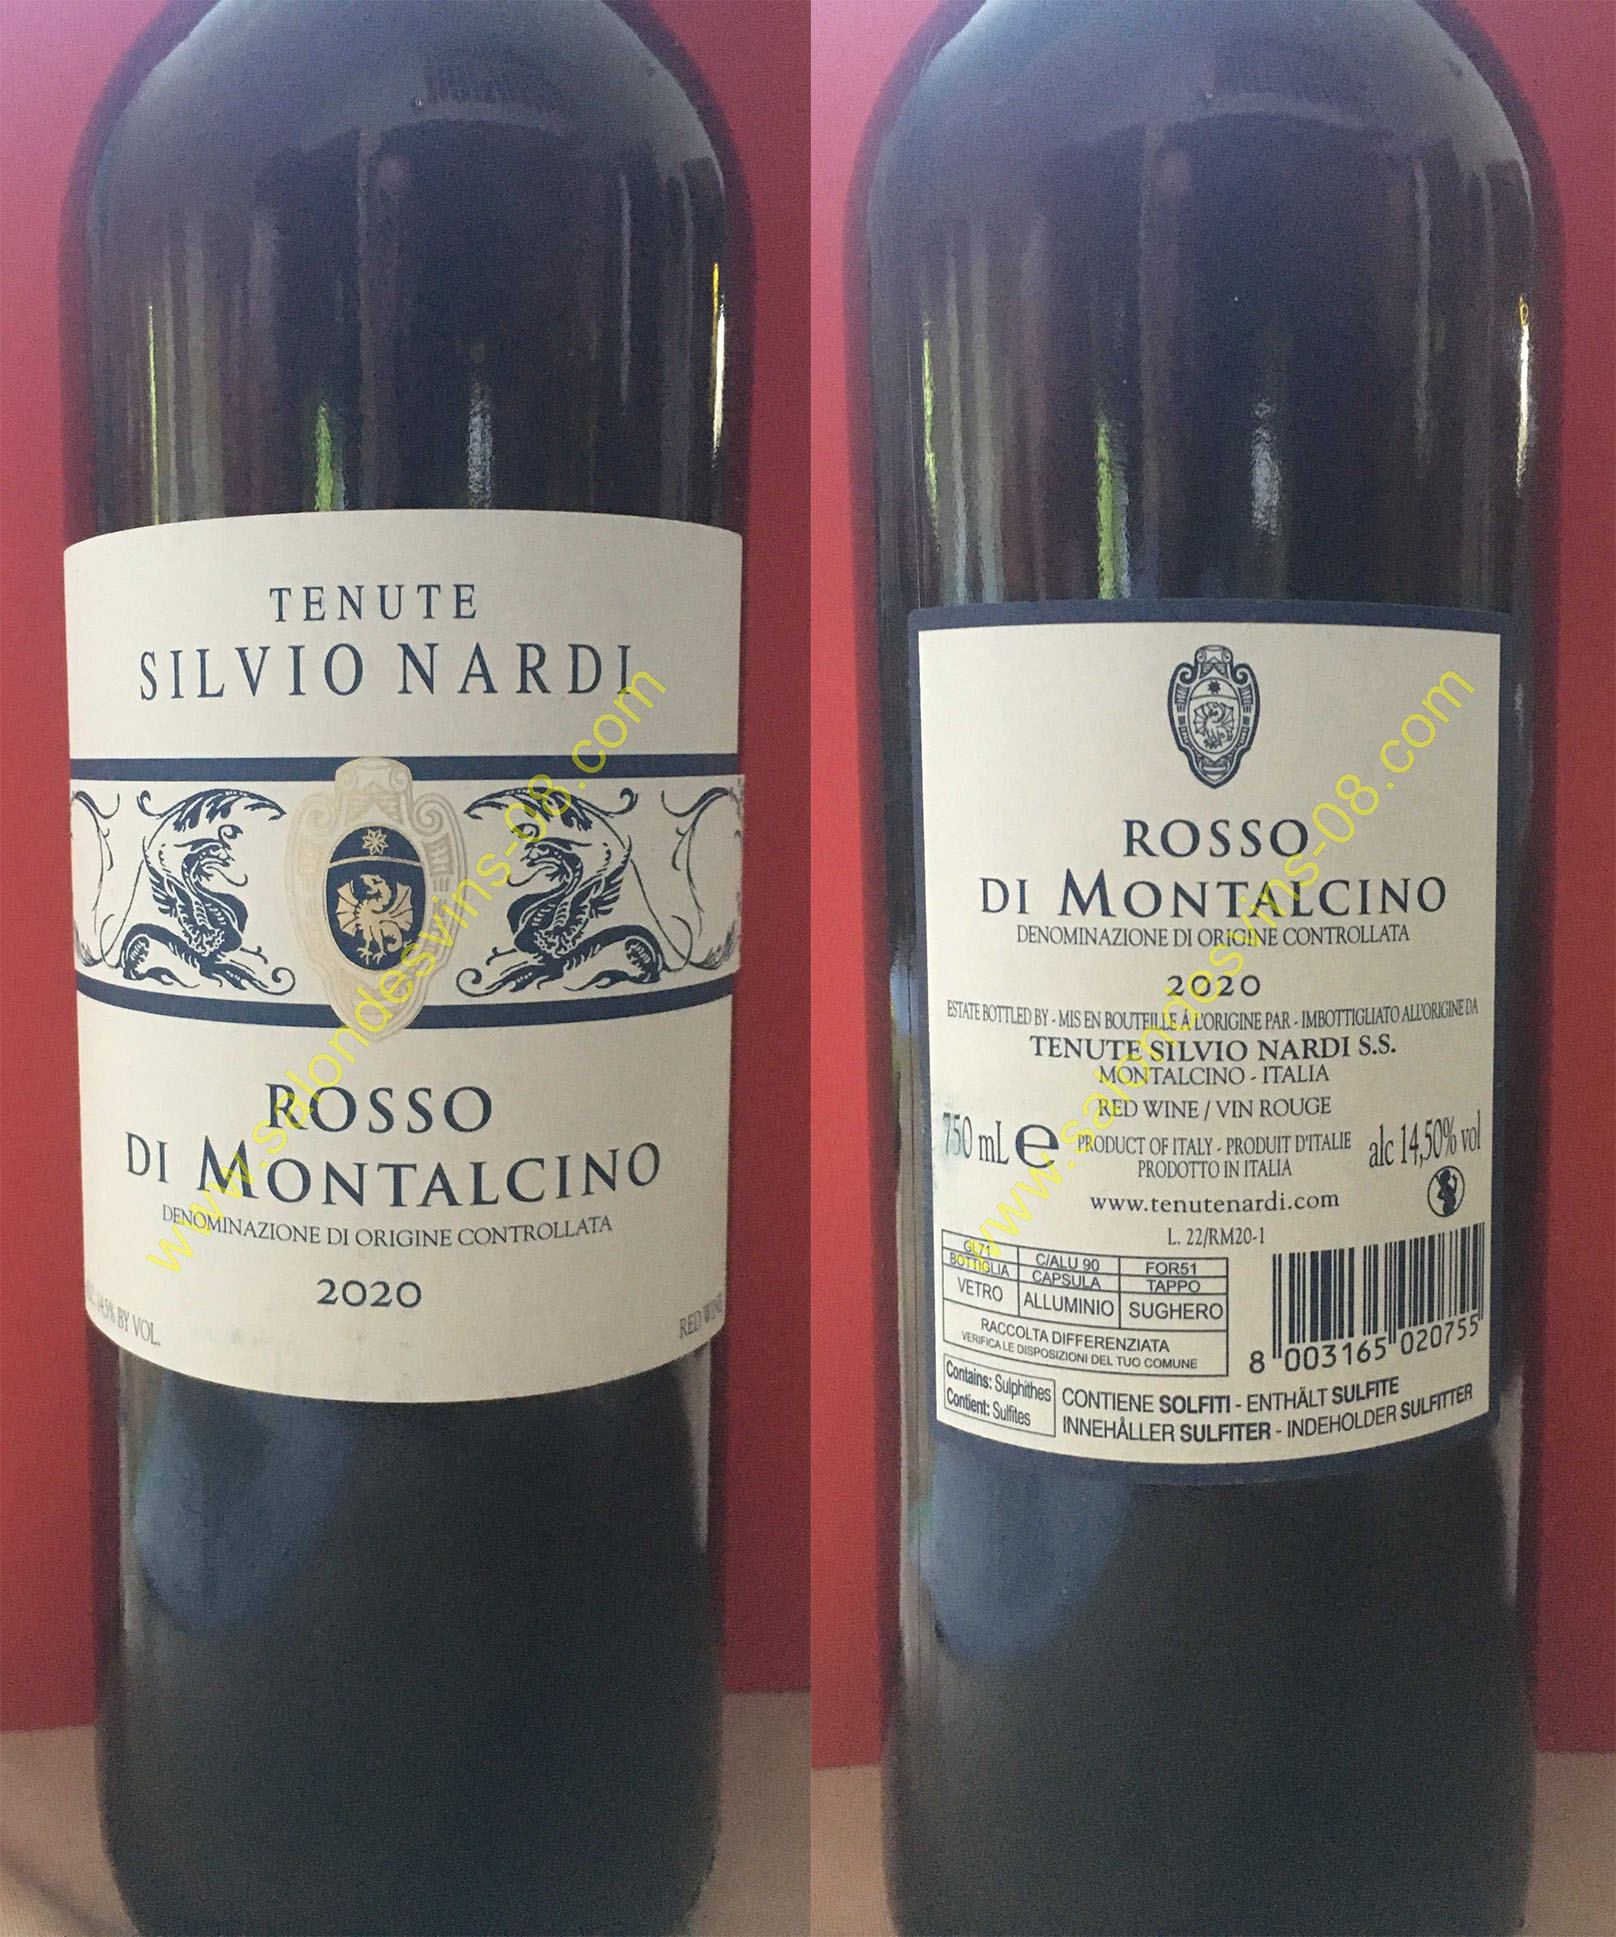 TENUTE
SILVIO NARDI
ROSSO
DI MONTALCINO
DENOMINAZIONE DI ORIGINE CONTROLLATA
2020
14.5% BY VOL.
RED WINE
www.salondesvins-08.com
ROSSO
DI MONTALCINO
DENOMINAZIONE DI ORIGINE CONTROLLATA
2020
ESTATE BOTTLED BY - MIS EN BOUTEILLE À L'ORIGINE PAR - IMBOTTIGLIATO ALL'ORIGINE DA
TENUTE SILVIO NARDI S.S.
MONTALCINO - ITALIA
RED WINE / VIN ROUGE
750 mL e PRODUCT OF ITALY - PRODUIT D'ITALIE alc 14,50% vol
PRODOTTO IN ITALIA
www.tenutenardi.com
L. 22/RM20-1
GL71 C/ALU 90 FOR51
BOTTIGLIA CAPSULA TAPPO
VETRO ALLUMINIO SUGHERO
RACCOLTA DIFFERENZIATA
VERIFICA LE DISPOSIZIONI DEL TUO COMUNE
8 003165 020755
Contains: Sulphithes
Contient: Sulfites
CONTIENE SOLFITI - ENTHÄLT SULFITE
INNEHÅLLER SULFITER - INDEHOLDER SULFITTER
www.salondesvins-08.com